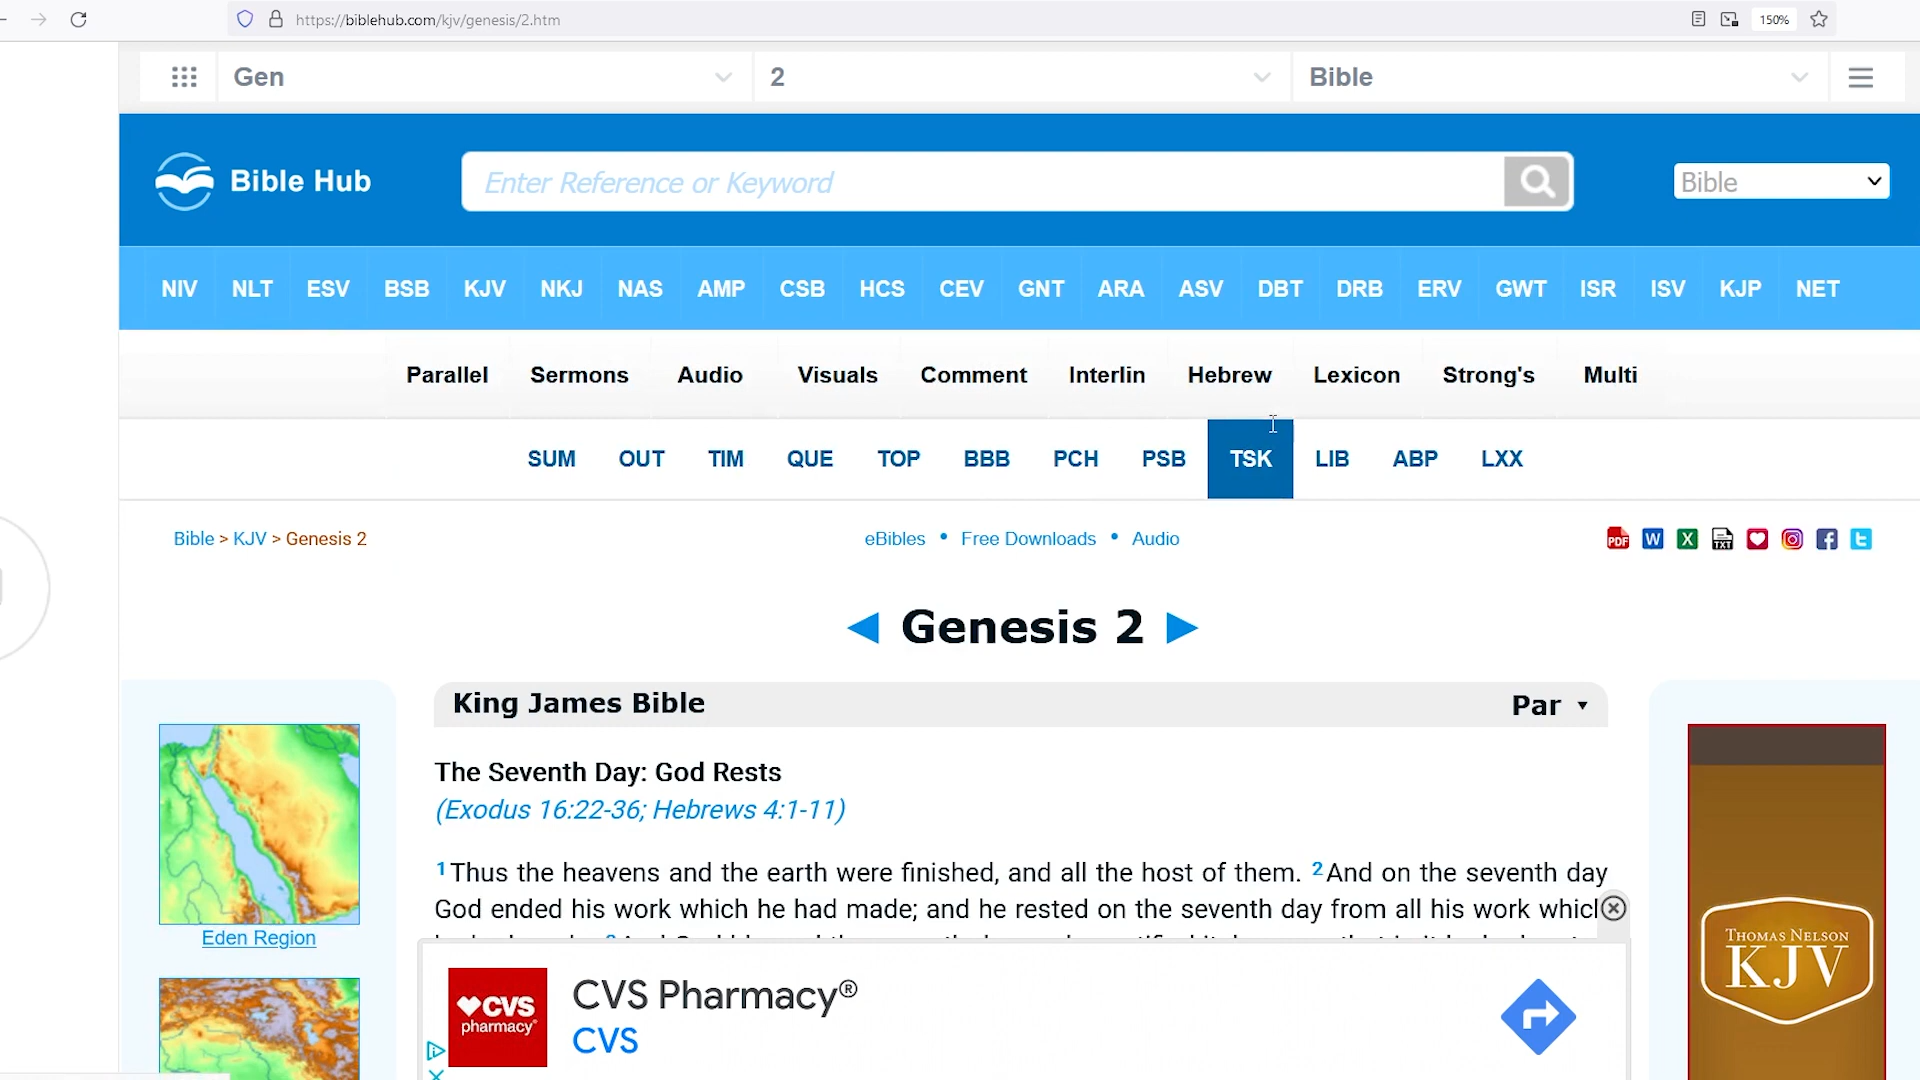 https://biblehub.com/kjv/genesis/2.htm
150%
Gen
2
Bible
Bible Hub
Enter Reference or Keyword
Bible
NIV NLT ESV BSB KJV NKJ NAS AMP CSB HCS CEV GNT ARA ASV DBT DRB ERV GWT ISR ISV KJP NET
Parallel Sermons Audio Visuals Comment Interlin Hebrew Lexicon Strong's Multi
SUM OUT TIM QUE TOP BBB PCH PSB TSK LIB ABP LXX
Bible > KJV > Genesis 2
eBibles • Free Downloads • Audio
PDF W X TXT
◄ Genesis 2 ►
King James Bible
Par ▼
The Seventh Day: God Rests
(Exodus 16:22-36; Hebrews 4:1-11)
1Thus the heavens and the earth were finished, and all the host of them. 2And on the seventh day
God ended his work which he had made; and he rested on the seventh day from all his work which
Eden Region
THOMAS NELSON
KJV
CVS
pharmacy
CVS Pharmacy®
CVS